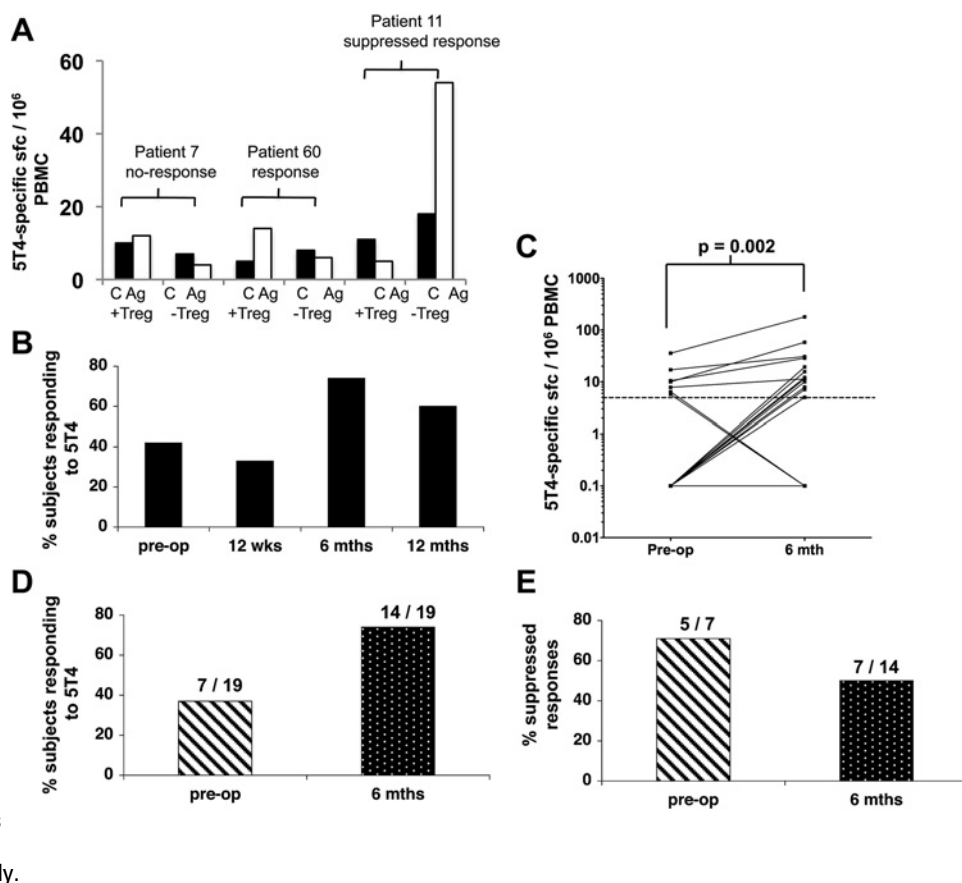 A
Patient 11
suppressed response
Patient 7
no-response
Patient 60
response
5T4-specific sfc / 10⁶
PBMC
60
40
20
0
C Ag C Ag C Ag C Ag C Ag C Ag
+Treg -Treg +Treg -Treg +Treg -Treg
B
% subjects responding
to 5T4
80
60
40
20
0
pre-op 12 wks 6 mths 12 mths
C
p = 0.002
5T4-specific sfc / 10⁶ PBMC
1000
100
10
1
0.1
0.01
Pre-op 6 mth
D
% subjects responding
to 5T4
80
60
40
20
0
7 / 19
14 / 19
pre-op 6 mths
E
% suppressed
responses
80
60
40
20
0
5 / 7
7 / 14
pre-op 6 mths
s
ly.